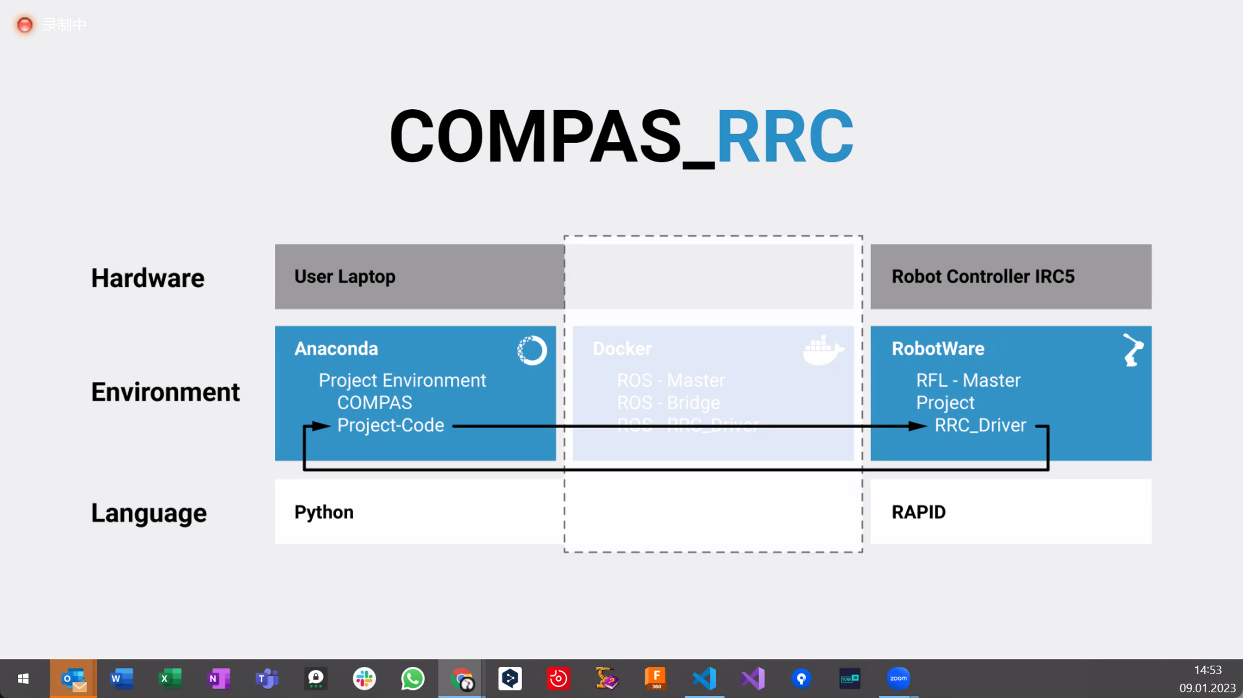 录制中
COMPAS_RRC
Hardware
User Laptop
Robot Controller IRC5
Environment
Anaconda
Project Environment
COMPAS
Project-Code
Docker
ROS - Master
ROS - Bridge
ROS - RRC_Driver
RobotWare
RFL - Master
Project
RRC_Driver
Language
Python
RAPID
zoom
14:53
09.01.2023